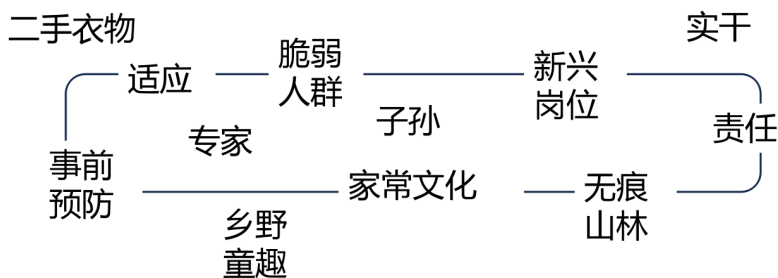 二手衣物
实干
适应
脆弱
人群
新兴
岗位
子孙
专家
责任
事前
预防
家常文化
无痕
山林
乡野
童趣